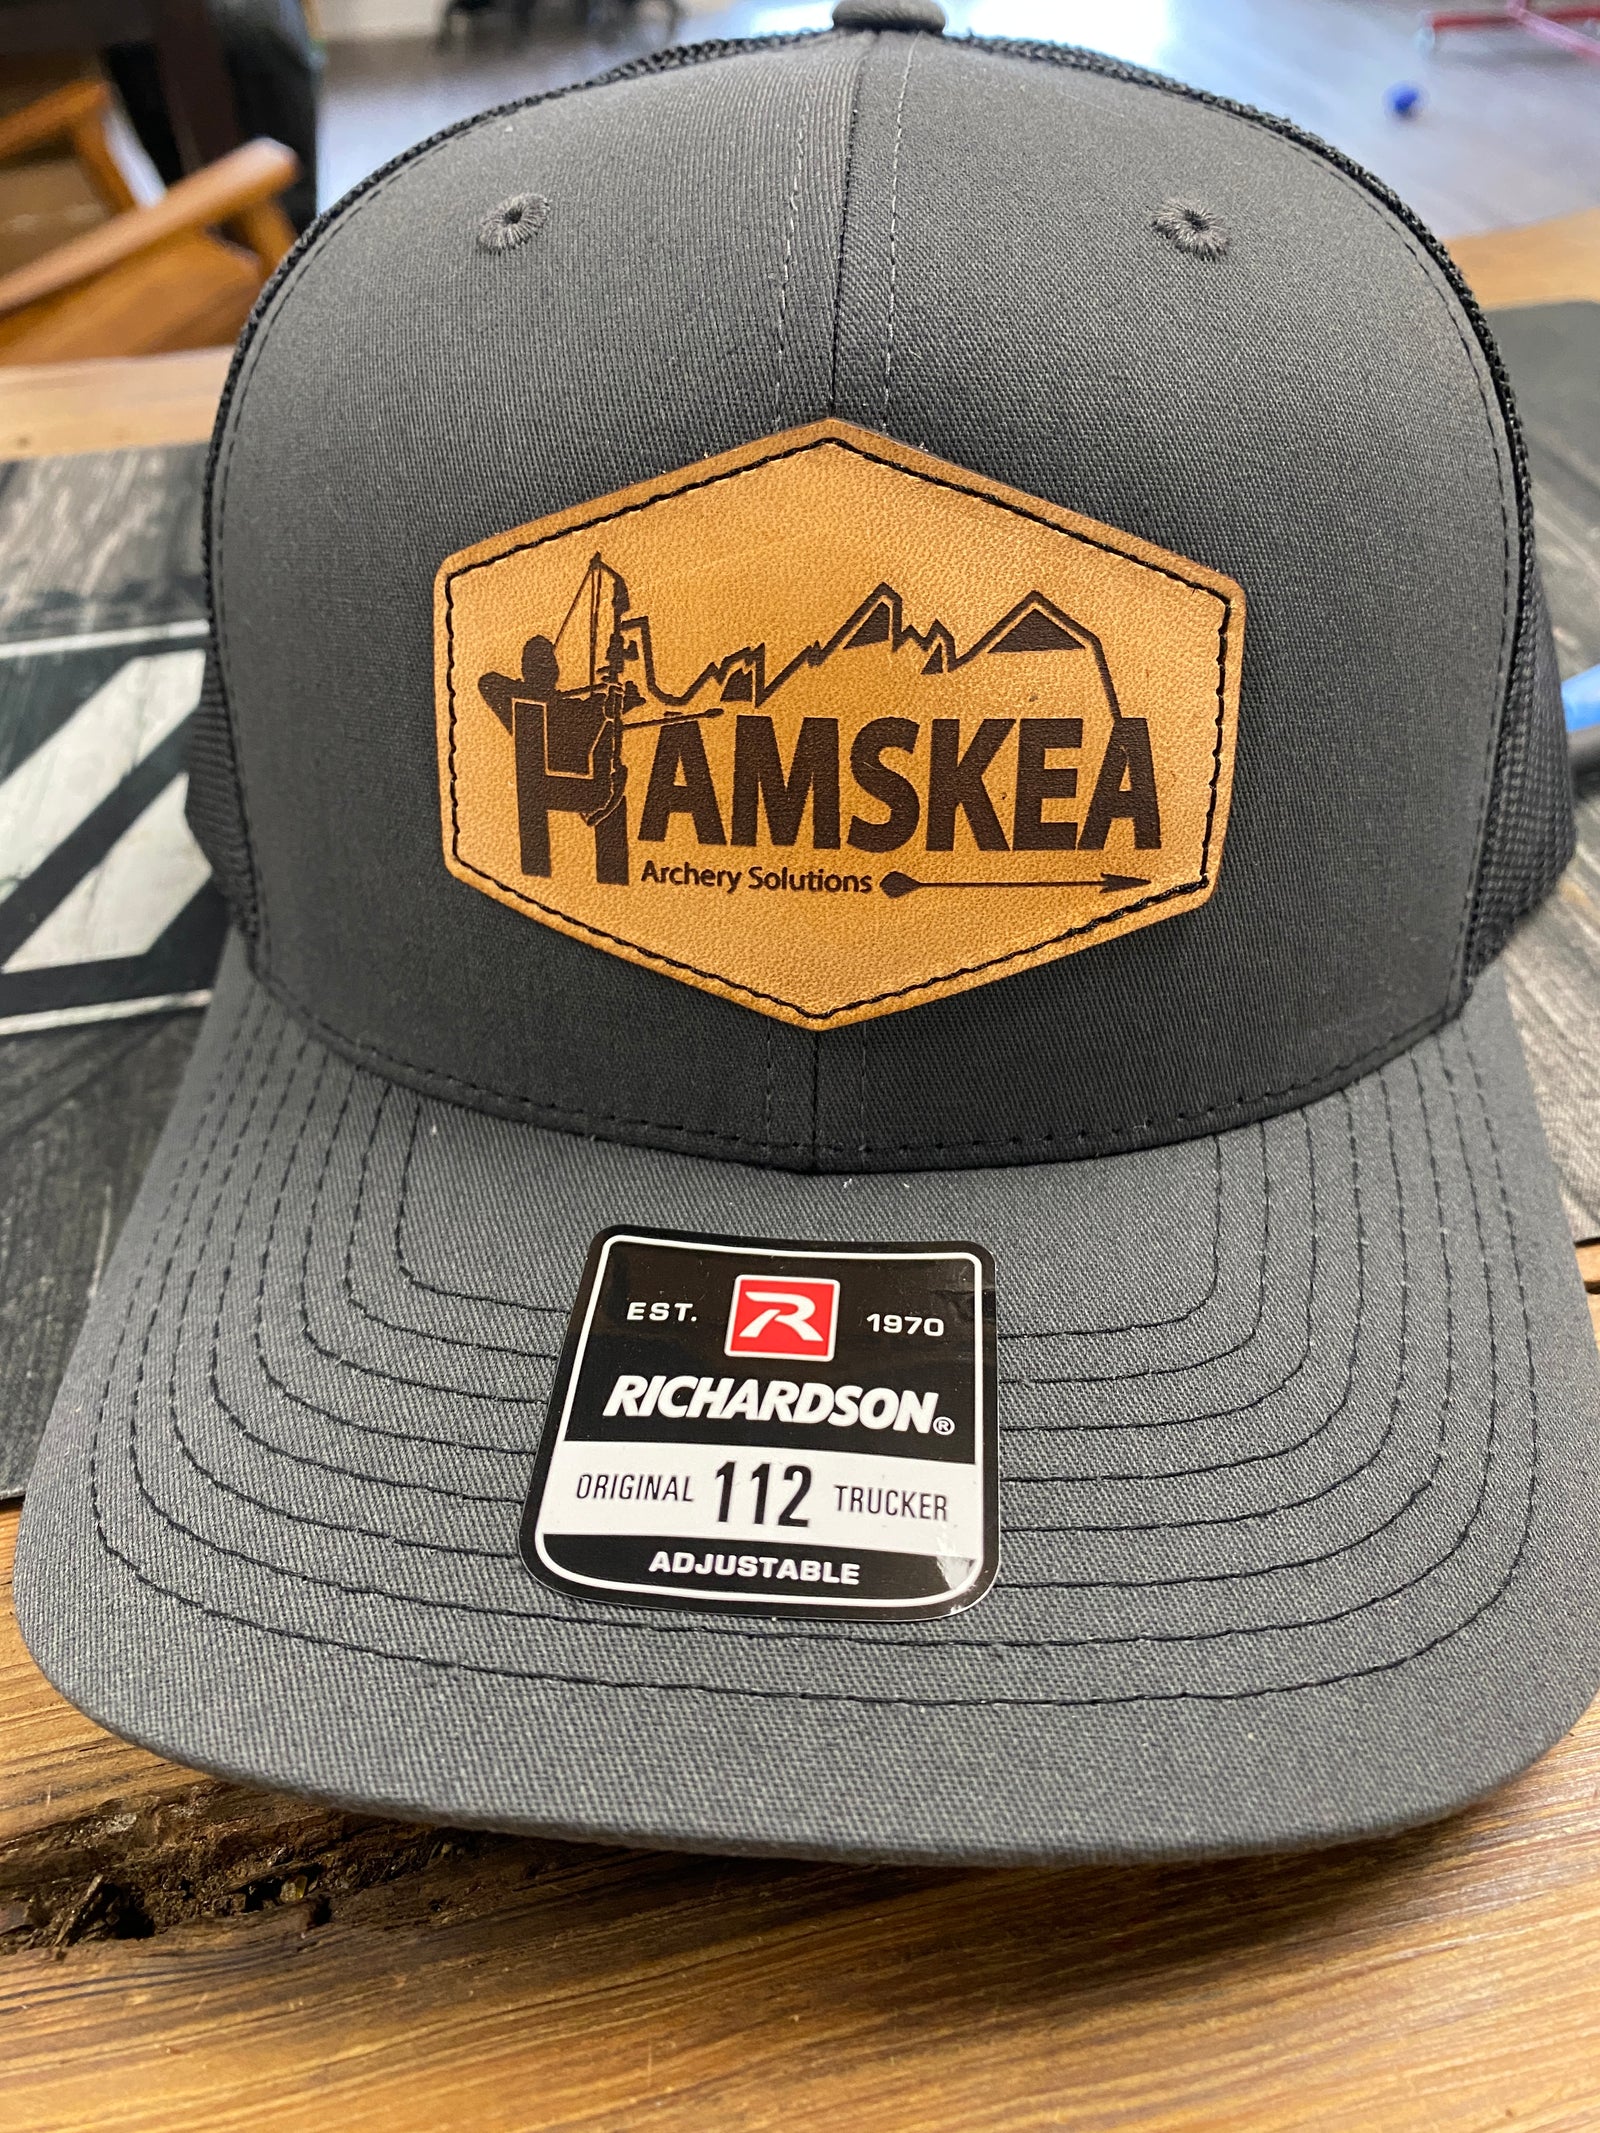 HAMSKEA
Archery Solutions
EST. R 1970
RICHARDSON®
ORIGINAL 112 TRUCKER
ADJUSTABLE